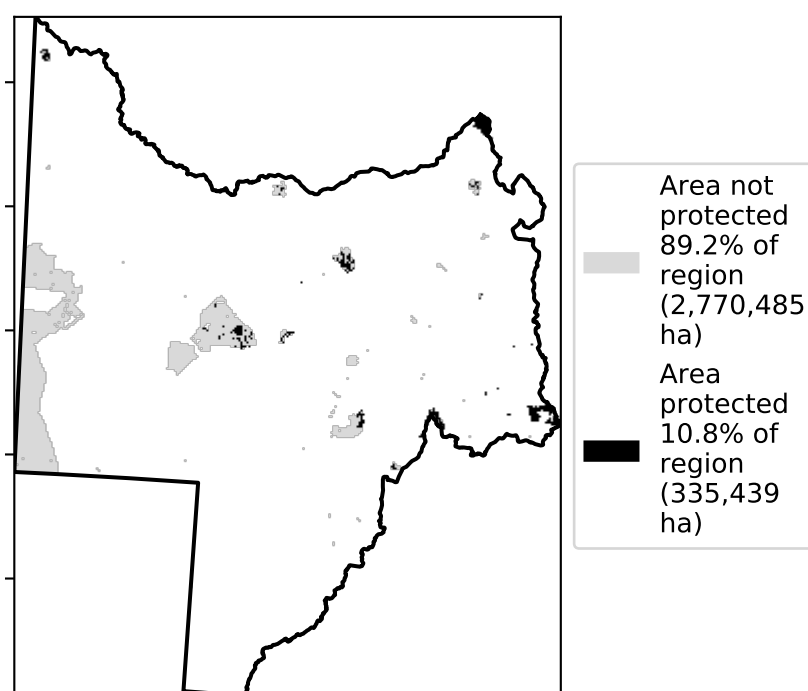 Area not
protected
89.2% of
region
(2,770,485
ha)
Area
protected
10.8% of
region
(335,439
ha)